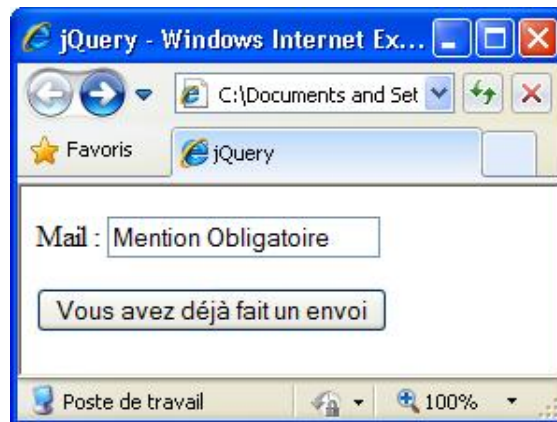 jQuery - Windows Internet Ex...
C:\Documents and Set
Favoris
jQuery
Mail : Mention Obligatoire
Vous avez déjà fait un envoi
Poste de travail
100%